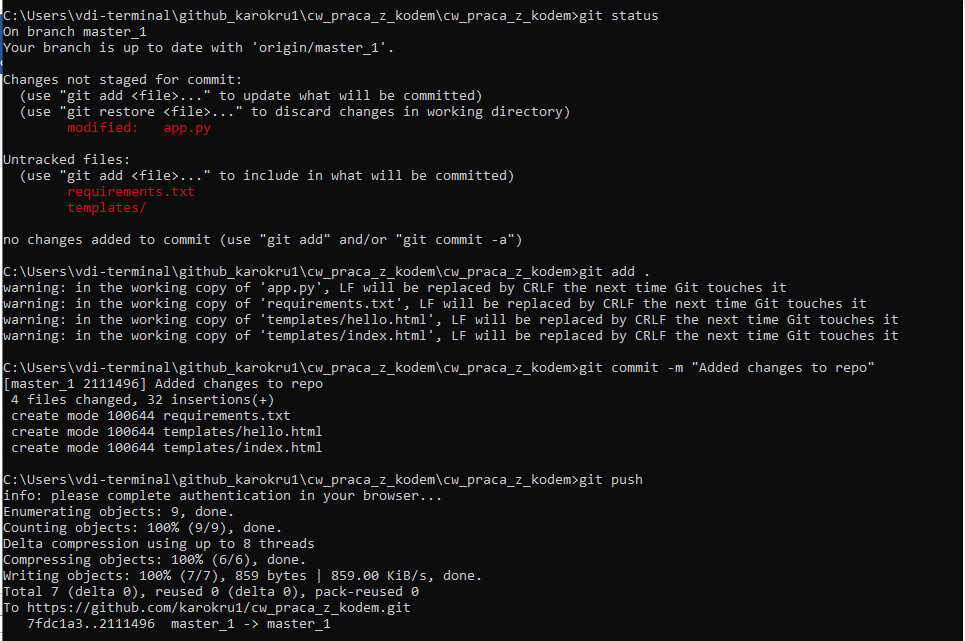 C:\Users\vdi-terminal\github_karokru1\cw_praca_z_kodem\cw_praca_z_kodem>git status
On branch master_1
Your branch is up to date with 'origin/master_1'.
Changes not staged for commit:
  (use "git add <file>..." to update what will be committed)
  (use "git restore <file>..." to discard changes in working directory)
        modified:   app.py
Untracked files:
  (use "git add <file>..." to include in what will be committed)
        requirements.txt
        templates/
no changes added to commit (use "git add" and/or "git commit -a")
C:\Users\vdi-terminal\github_karokru1\cw_praca_z_kodem\cw_praca_z_kodem>git add .
warning: in the working copy of 'app.py', LF will be replaced by CRLF the next time Git touches it
warning: in the working copy of 'requirements.txt', LF will be replaced by CRLF the next time Git touches it
warning: in the working copy of 'templates/hello.html', LF will be replaced by CRLF the next time Git touches it
warning: in the working copy of 'templates/index.html', LF will be replaced by CRLF the next time Git touches it
C:\Users\vdi-terminal\github_karokru1\cw_praca_z_kodem\cw_praca_z_kodem>git commit -m "Added changes to repo"
[master_1 2111496] Added changes to repo
 4 files changed, 32 insertions(+)
 create mode 100644 requirements.txt
 create mode 100644 templates/hello.html
 create mode 100644 templates/index.html
C:\Users\vdi-terminal\github_karokru1\cw_praca_z_kodem\cw_praca_z_kodem>git push
info: please complete authentication in your browser...
Enumerating objects: 9, done.
Counting objects: 100% (9/9), done.
Delta compression using up to 8 threads
Compressing objects: 100% (6/6), done.
Writing objects: 100% (7/7), 859 bytes | 859.00 KiB/s, done.
Total 7 (delta 0), reused 0 (delta 0), pack-reused 0
To https://github.com/karokru1/cw_praca_z_kodem.git
   7fdc1a3..2111496  master_1 -> master_1